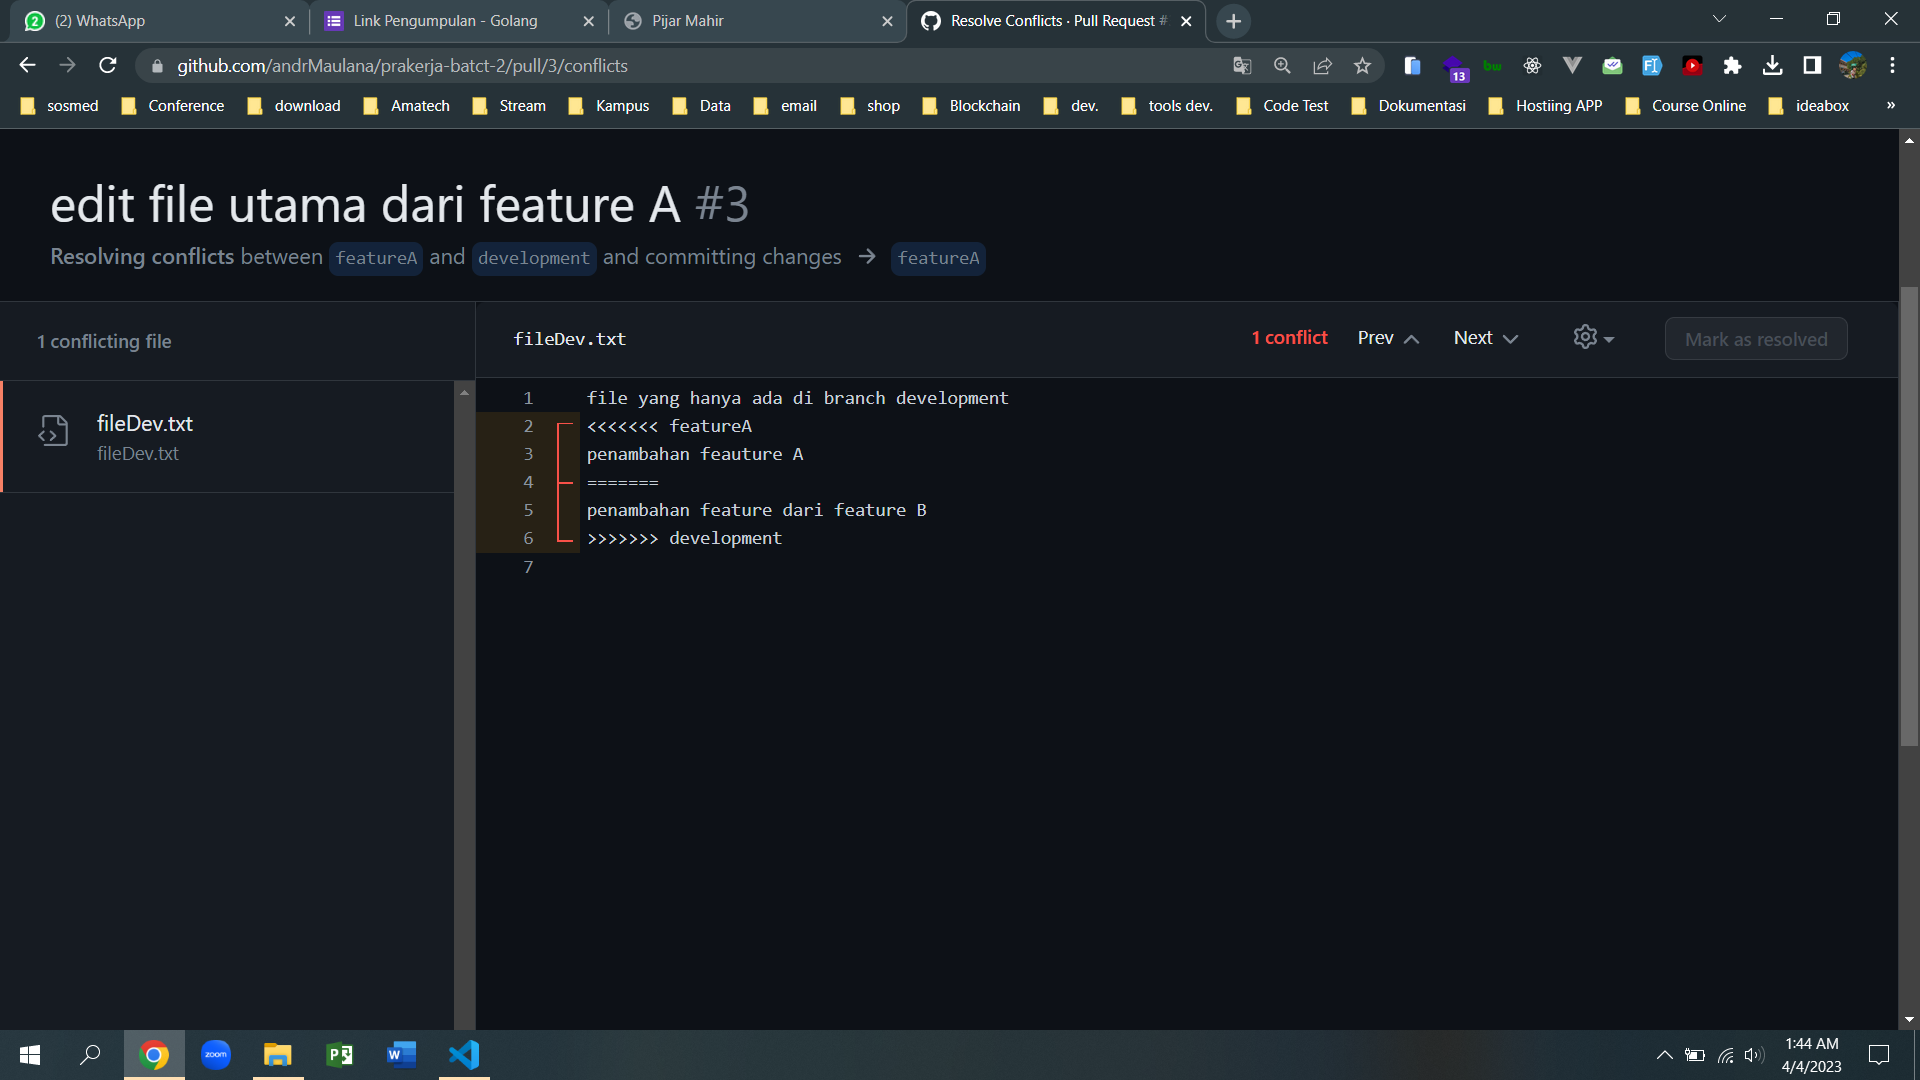 (2) WhatsApp
Link Pengumpulan - Golang
Pijar Mahir
Resolve Conflicts · Pull Request #
github.com/andrMaulana/prakerja-batct-2/pull/3/conflicts
13
bw
sosmed
Conference
download
Amatech
Stream
Kampus
Data
email
shop
Blockchain
dev.
tools dev.
Code Test
Dokumentasi
Hostiing APP
Course Online
ideabox
»
edit file utama dari feature A #3
Resolving conflicts between featureA and development and committing changes → featureA
1 conflicting file
fileDev.txt
fileDev.txt
fileDev.txt
1 conflict
Prev
Next
Mark as resolved
1 file yang hanya ada di branch development
2 <<<<<<< featureA
3 penambahan feauture A
4 =======
5 penambahan feature dari feature B
6 >>>>>>> development
7
zoom
1:44 AM
4/4/2023